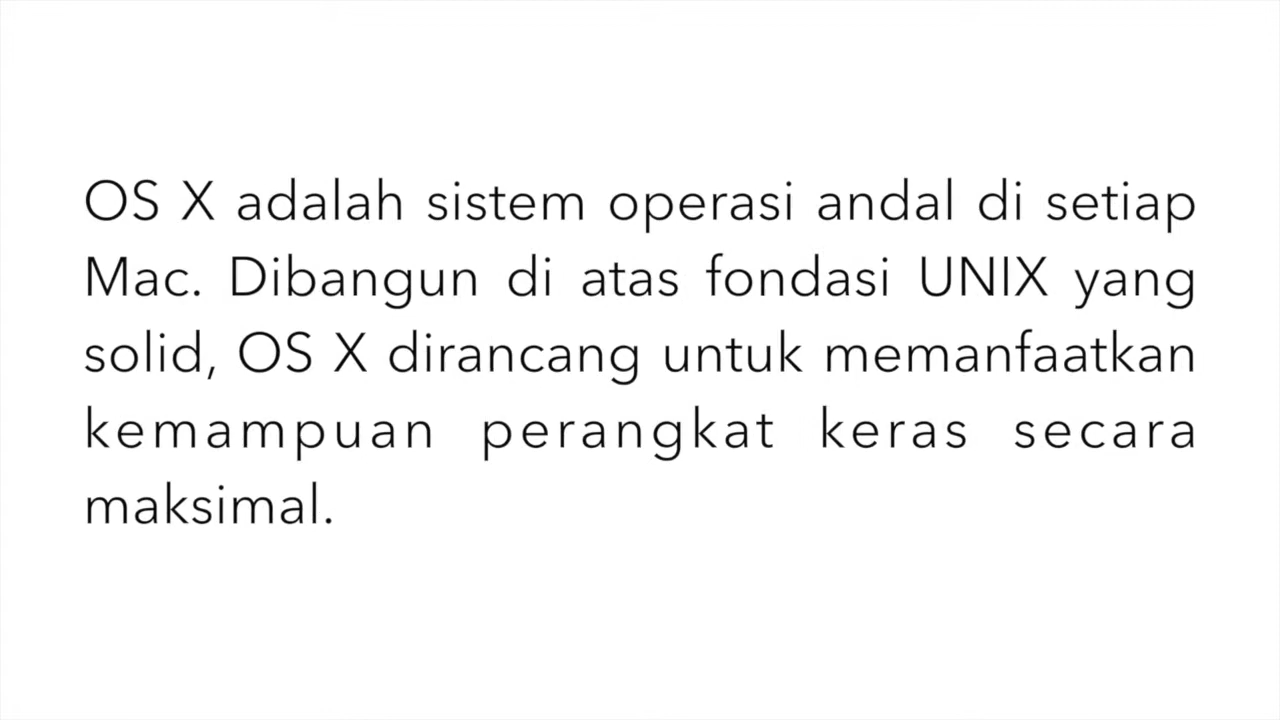 OS X adalah sistem operasi andal di setiap
Mac. Dibangun di atas fondasi UNIX yang
solid, OS X dirancang untuk memanfaatkan
kemampuan perangkat keras secara
maksimal.